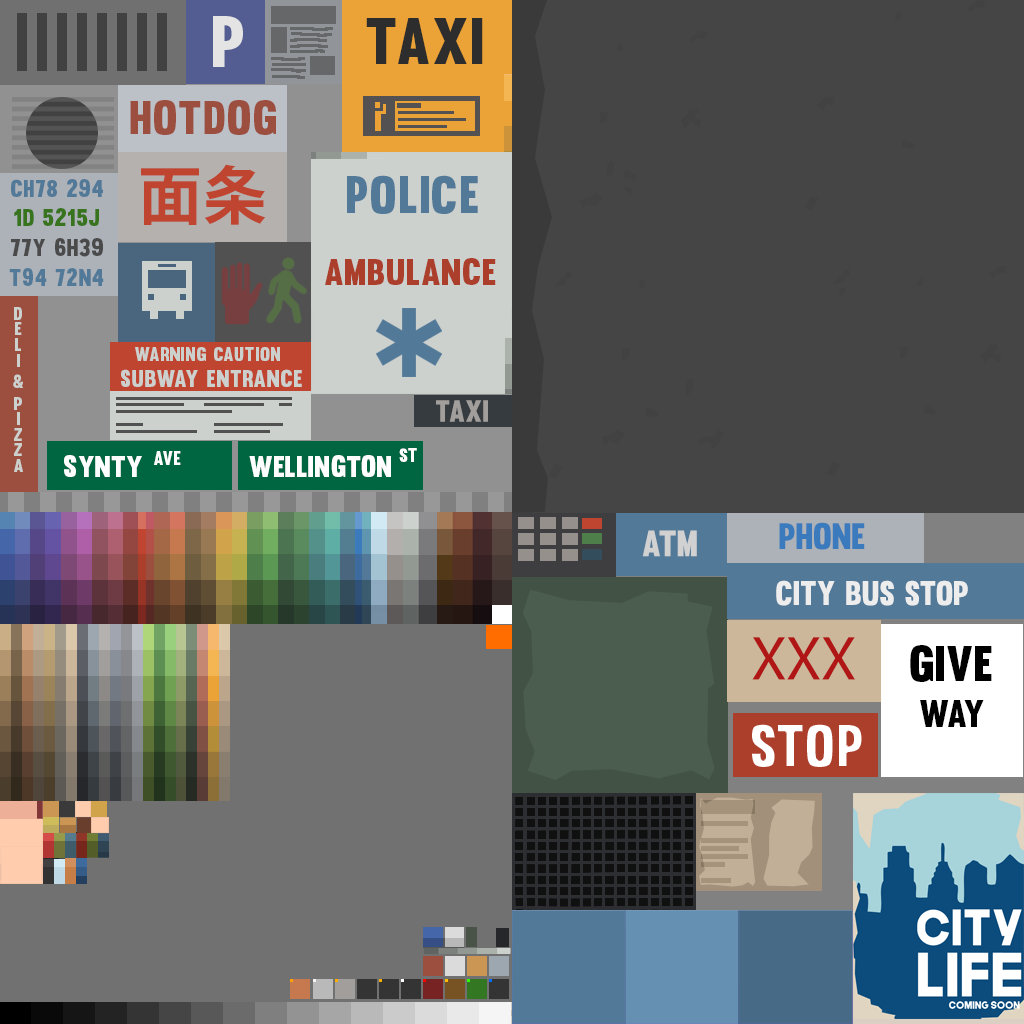 P
TAXI
HOTDOG
面条
POLICE
CH78 294
1D 5215J
77Y 6H39
T94 72N4
AMBULANCE
DELI & PIZZA
WARNING CAUTION
SUBWAY ENTRANCE
TAXI
SYNTY AVE
WELLINGTON ST
ATM
PHONE
CITY BUS STOP
XXX
GIVE
WAY
STOP
CITY
LIFE
COMING SOON